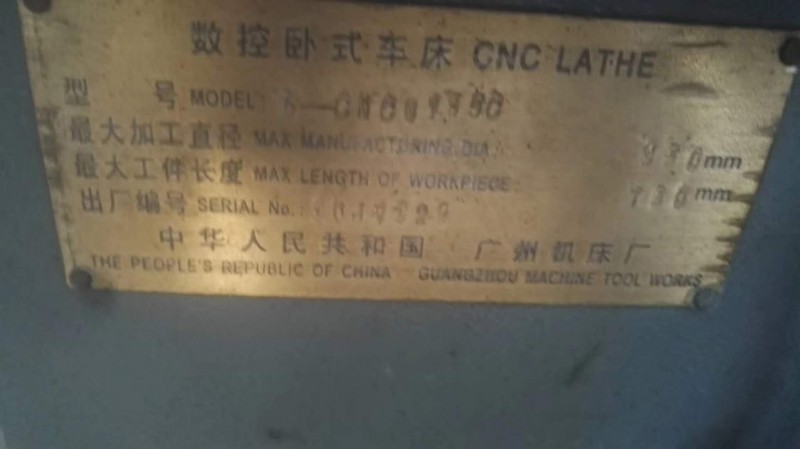 数控卧式车床 CNC LATHE
型 号 MODEL:
最大加工直径 MAX MANUFACTURING DIA: mm
最大工件长度 MAX LENGTH OF WORKPIECE: mm
出厂编号 SERIAL No.:
中华人民共和国 广州机床厂
THE PEOPLE'S REPUBLIC OF CHINA GUANGZHOU MACHINE TOOL WORKS